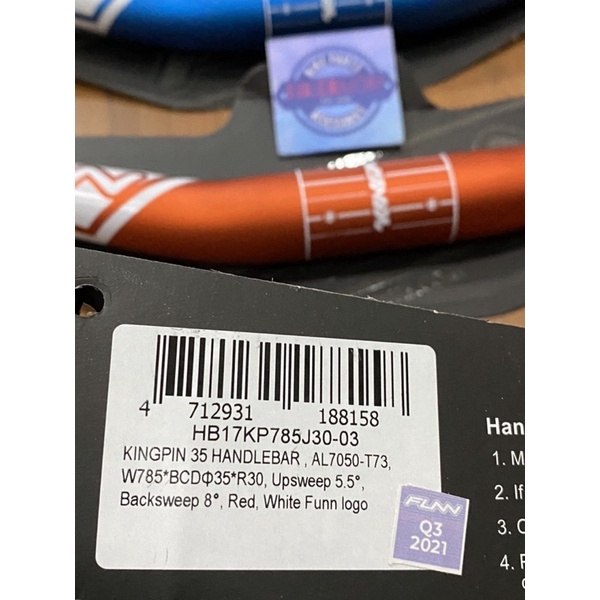 4 712931 188158
HB17KP785J30-03
KINGPIN 35 HANDLEBAR , AL7050-T73,
W785*BCDΦ35*R30, Upsweep 5.5°,
Backsweep 8°, Red, White Funn logo
FUNN
Q3
2021
1.
2. If
3.
4.